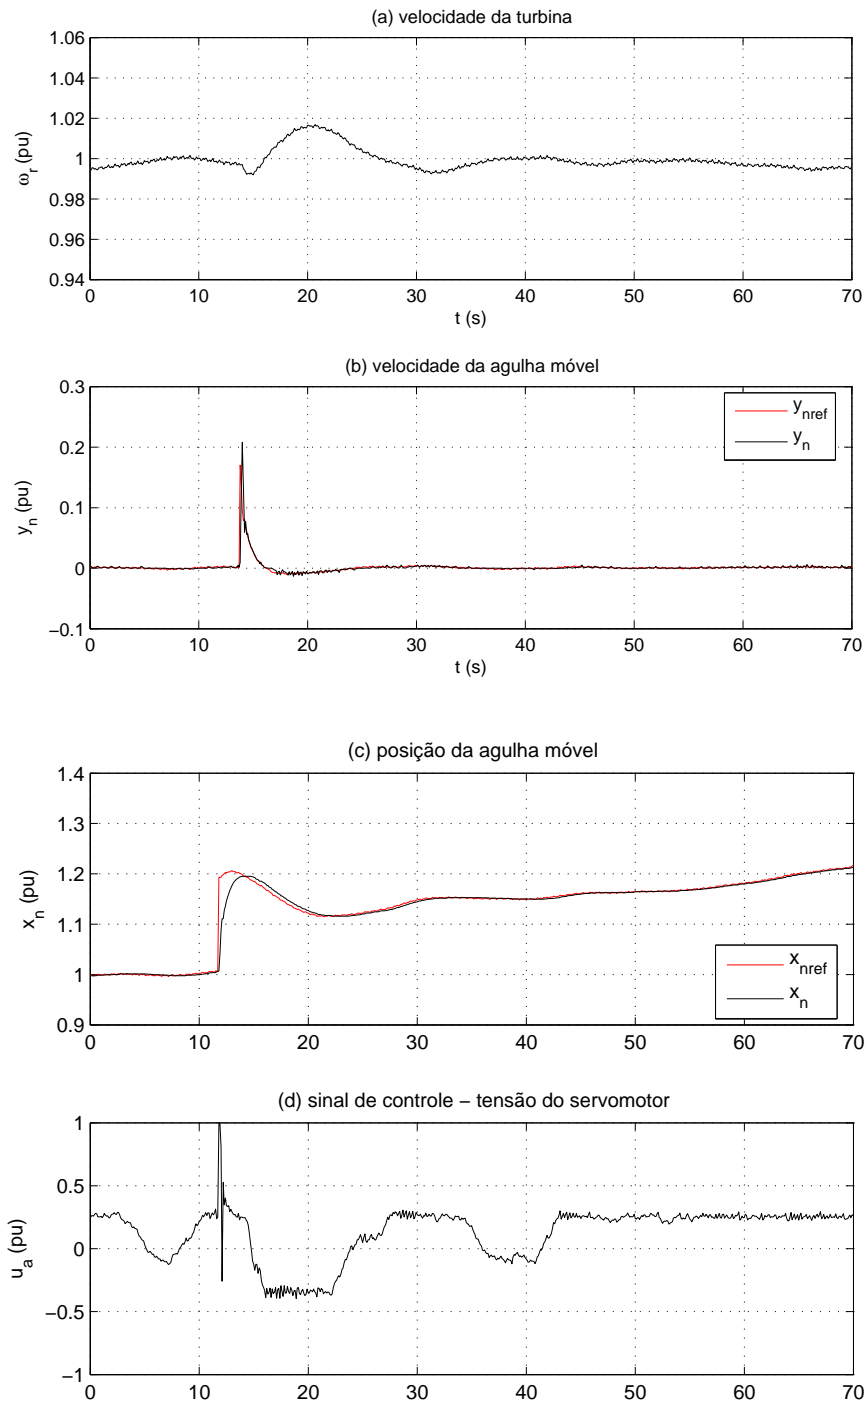 (a) velocidade da turbina
1.06
1.04
1.02
1
0.98
0.96
0.94
ω_r (pu)
0 10 20 30 40 50 60 70
t (s)
(b) velocidade da agulha móvel
0.3
0.2
0.1
0
−0.1
y_n (pu)
y_nref
y_n
0 10 20 30 40 50 60 70
t (s)
(c) posição da agulha móvel
1.4
1.3
1.2
1.1
1
0.9
x_n (pu)
x_nref
x_n
0 10 20 30 40 50 60 70
(d) sinal de controle − tensão do servomotor
1
0.5
0
−0.5
−1
u_a (pu)
0 10 20 30 40 50 60 70